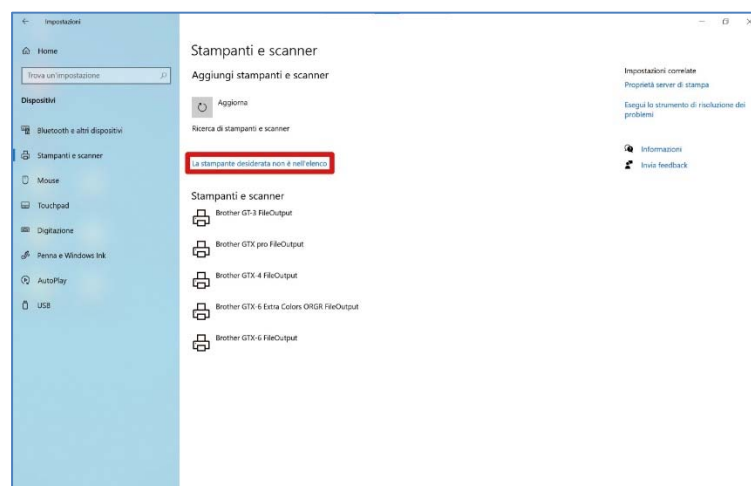 Impostazioni
Home
Trova un'impostazione
Dispositivi
Bluetooth e altri dispositivi
Stampanti e scanner
Mouse
Touchpad
Digitazione
Penna e Windows Ink
AutoPlay
USB
Stampanti e scanner
Aggiungi stampanti e scanner
Aggiorna
Ricerca di stampanti e scanner
La stampante desiderata non è nell'elenco
Stampanti e scanner
Brother GT-3 FileOutput
Brother GTX pro FileOutput
Brother GTX-4 FileOutput
Brother GTX-6 Extra Colors ORGR FileOutput
Brother GTX-6 FileOutput
Impostazioni correlate
Proprietà server di stampa
Esegui lo strumento di risoluzione dei
problemi
Informazioni
Invia feedback